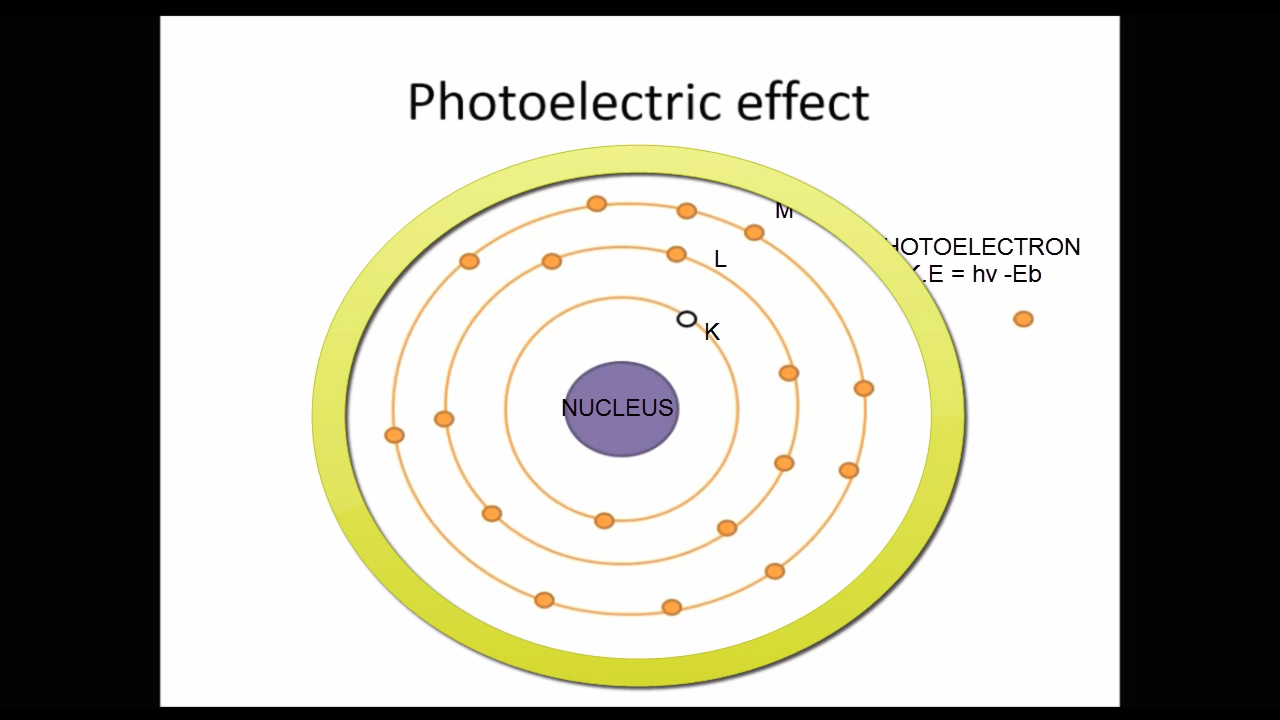 Photoelectric effect
M
HOTOELECTRON
L
K.E = hv -Eb
K
NUCLEUS